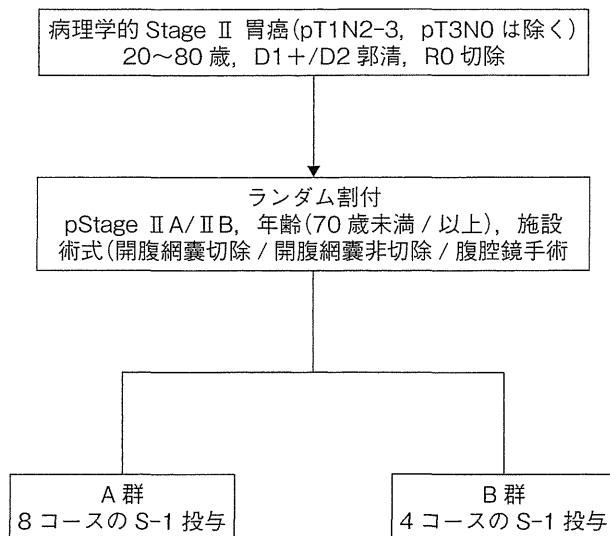 病理学的 Stage Ⅱ 胃癌(pT1N2-3, pT3N0 は除く)
20~80 歳, D1+/D2 郭清, R0 切除
ランダム割付
pStage ⅡA/ⅡB, 年齢(70 歳未満 / 以上), 施設
術式(開腹網嚢切除 / 開腹網嚢非切除 / 腹腔鏡手術
A 群
8 コースの S-1 投与
B 群
4 コースの S-1 投与